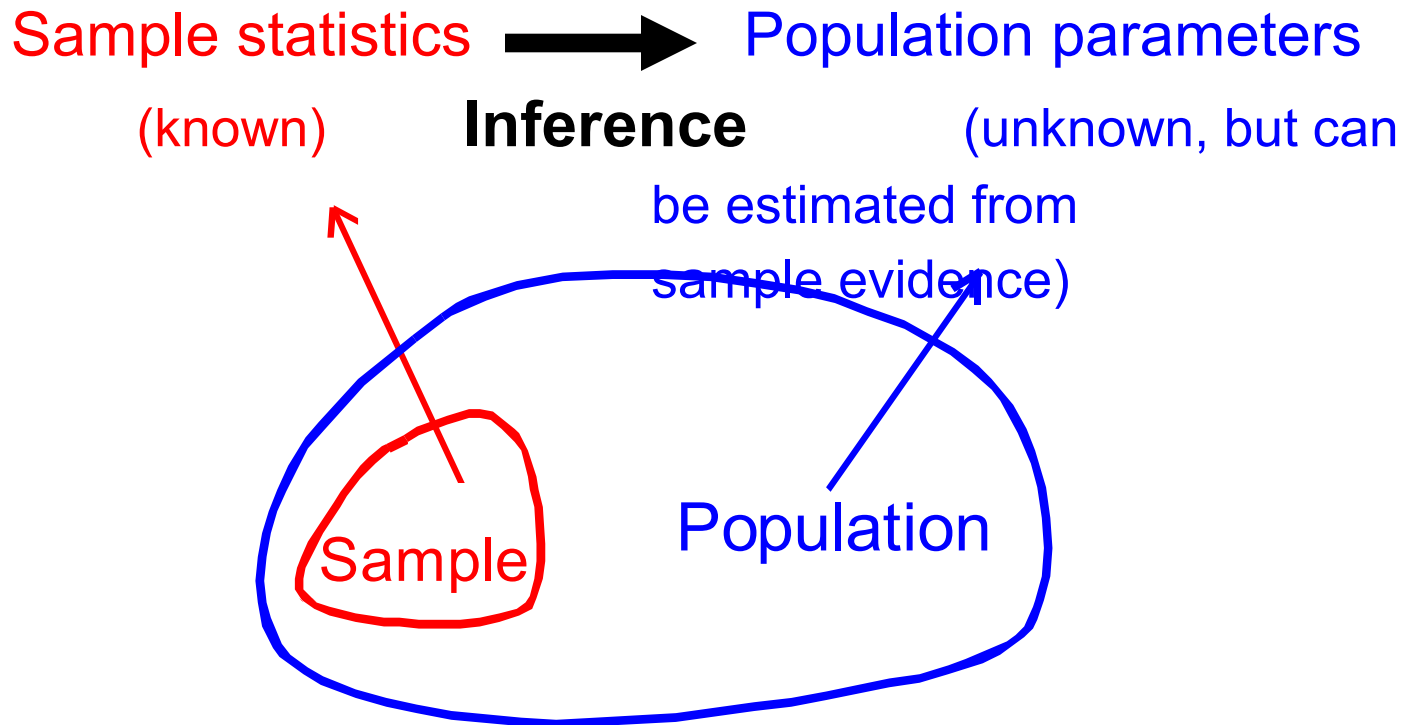 Sample statistics Population parameters
(known) Inference (unknown, but can
be estimated from
sample evidence)
Population
Sample